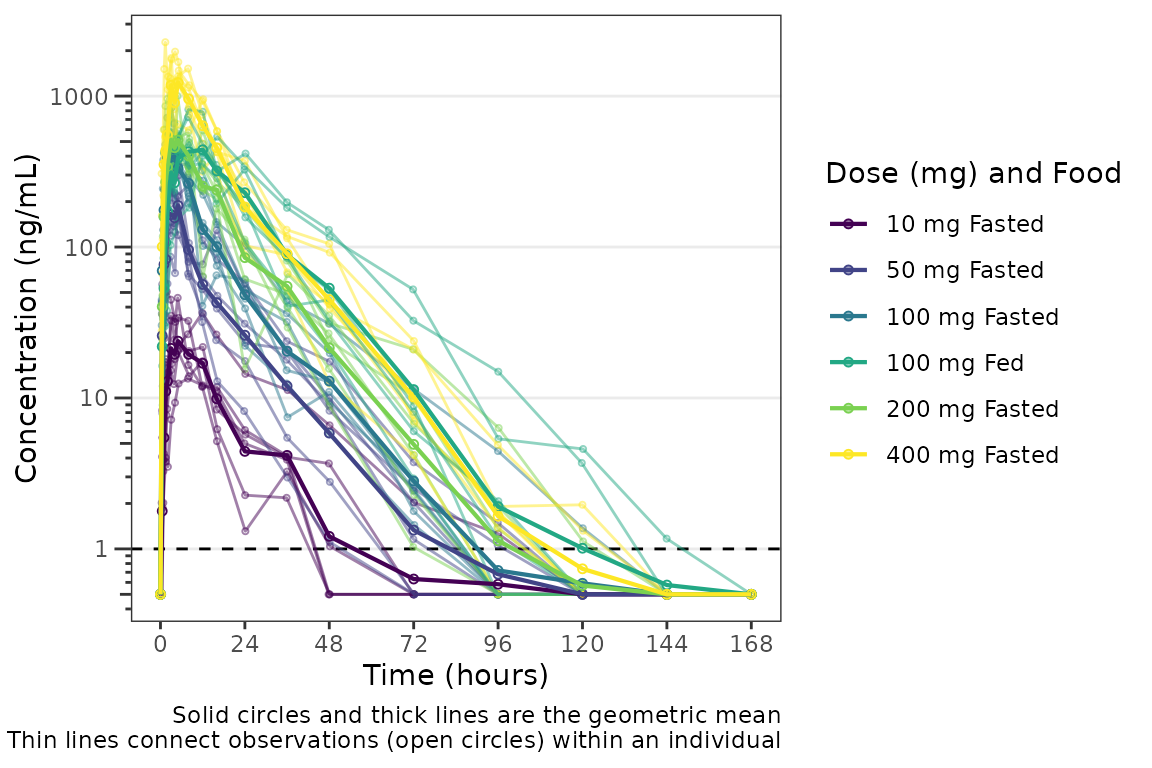 1000
100
10
1
Concentration (ng/mL)
0 24 48 72 96 120 144 168
Time (hours)
Solid circles and thick lines are the geometric mean
Thin lines connect observations (open circles) within an individual
Dose (mg) and Food
10 mg Fasted
50 mg Fasted
100 mg Fasted
100 mg Fed
200 mg Fasted
400 mg Fasted